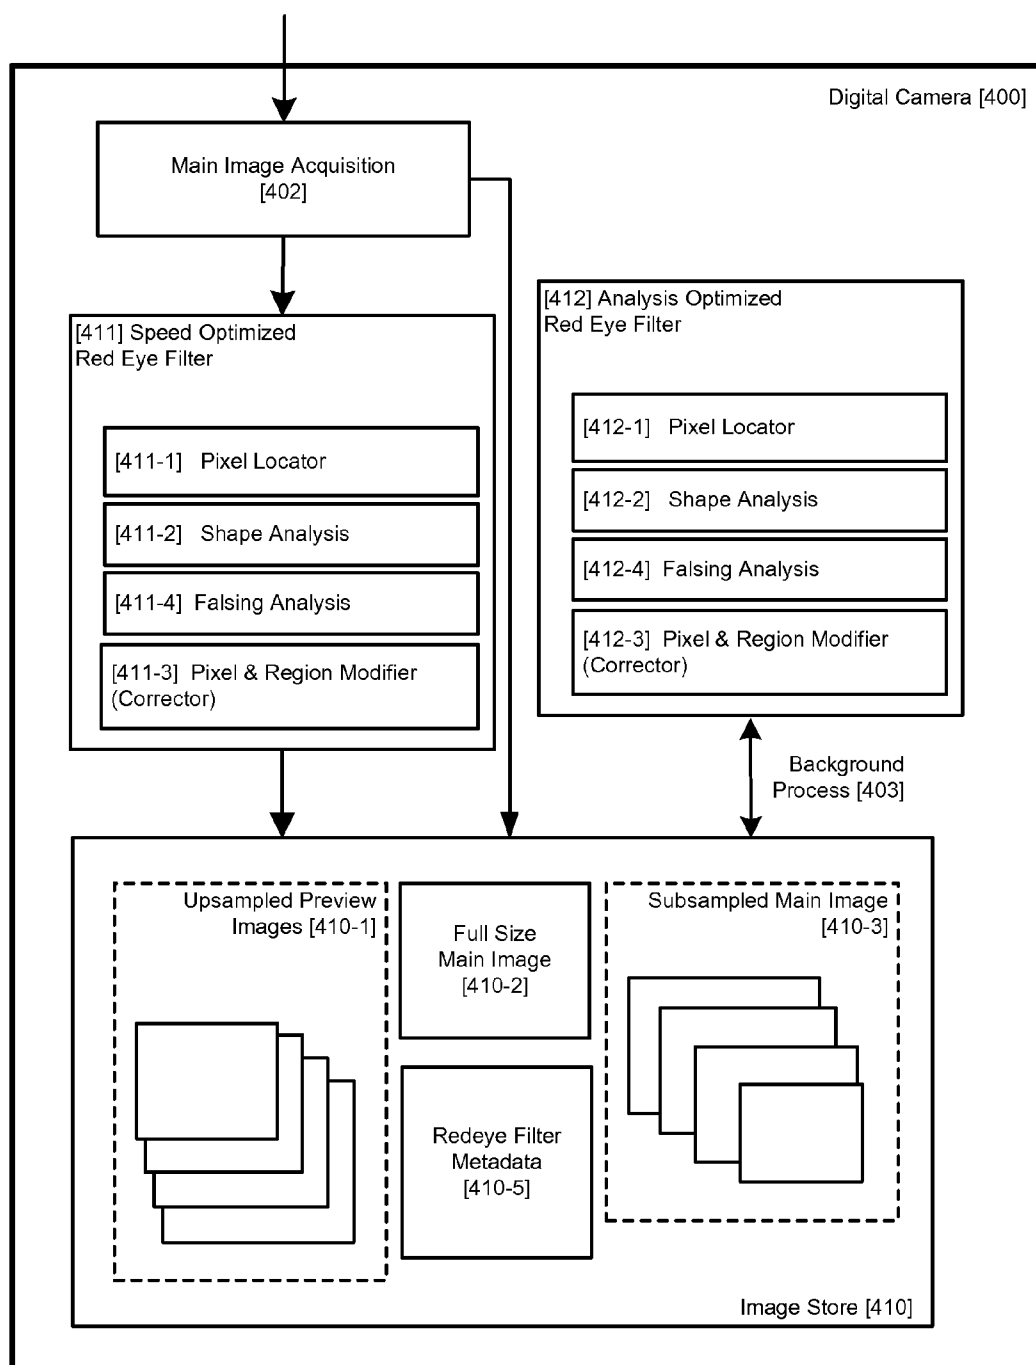 Digital Camera [400]
Main Image Acquisition
[402]
[411] Speed Optimized
Red Eye Filter
[411-1] Pixel Locator
[411-2] Shape Analysis
[411-4] Falsing Analysis
[411-3] Pixel & Region Modifier
(Corrector)
[412] Analysis Optimized
Red Eye Filter
[412-1] Pixel Locator
[412-2] Shape Analysis
[412-4] Falsing Analysis
[412-3] Pixel & Region Modifier
(Corrector)
Background
Process [403]
Upsampled Preview
Images [410-1]
Full Size
Main Image
[410-2]
Subsampled Main Image
[410-3]
Redeye Filter
Metadata
[410-5]
Image Store [410]